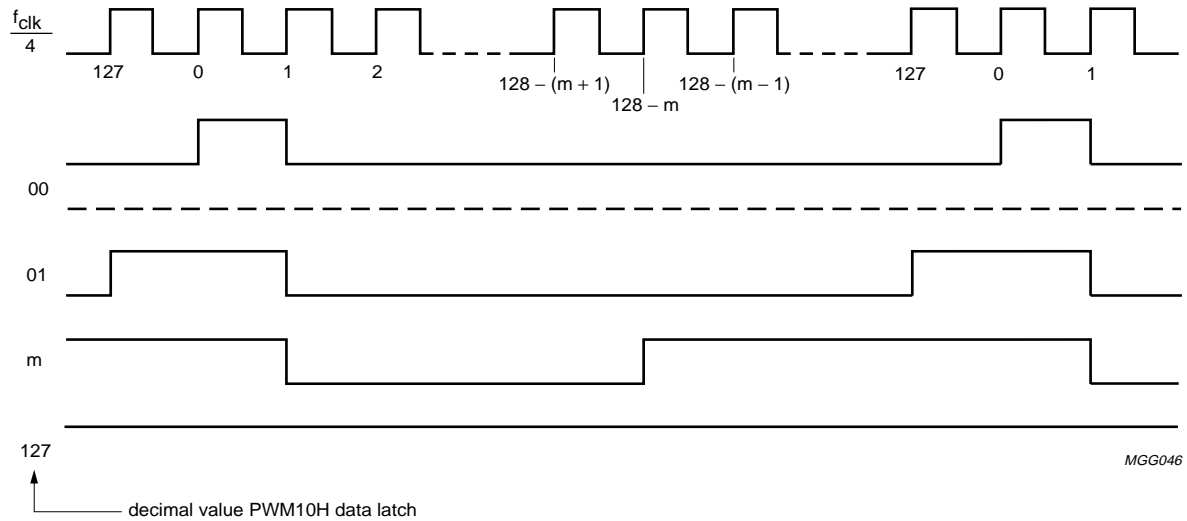 fclk
4
127 0 1 2 128 − (m + 1) 128 − (m − 1) 127 0 1
128 − m
00
01
m
127
MGG046
decimal value PWM10H data latch